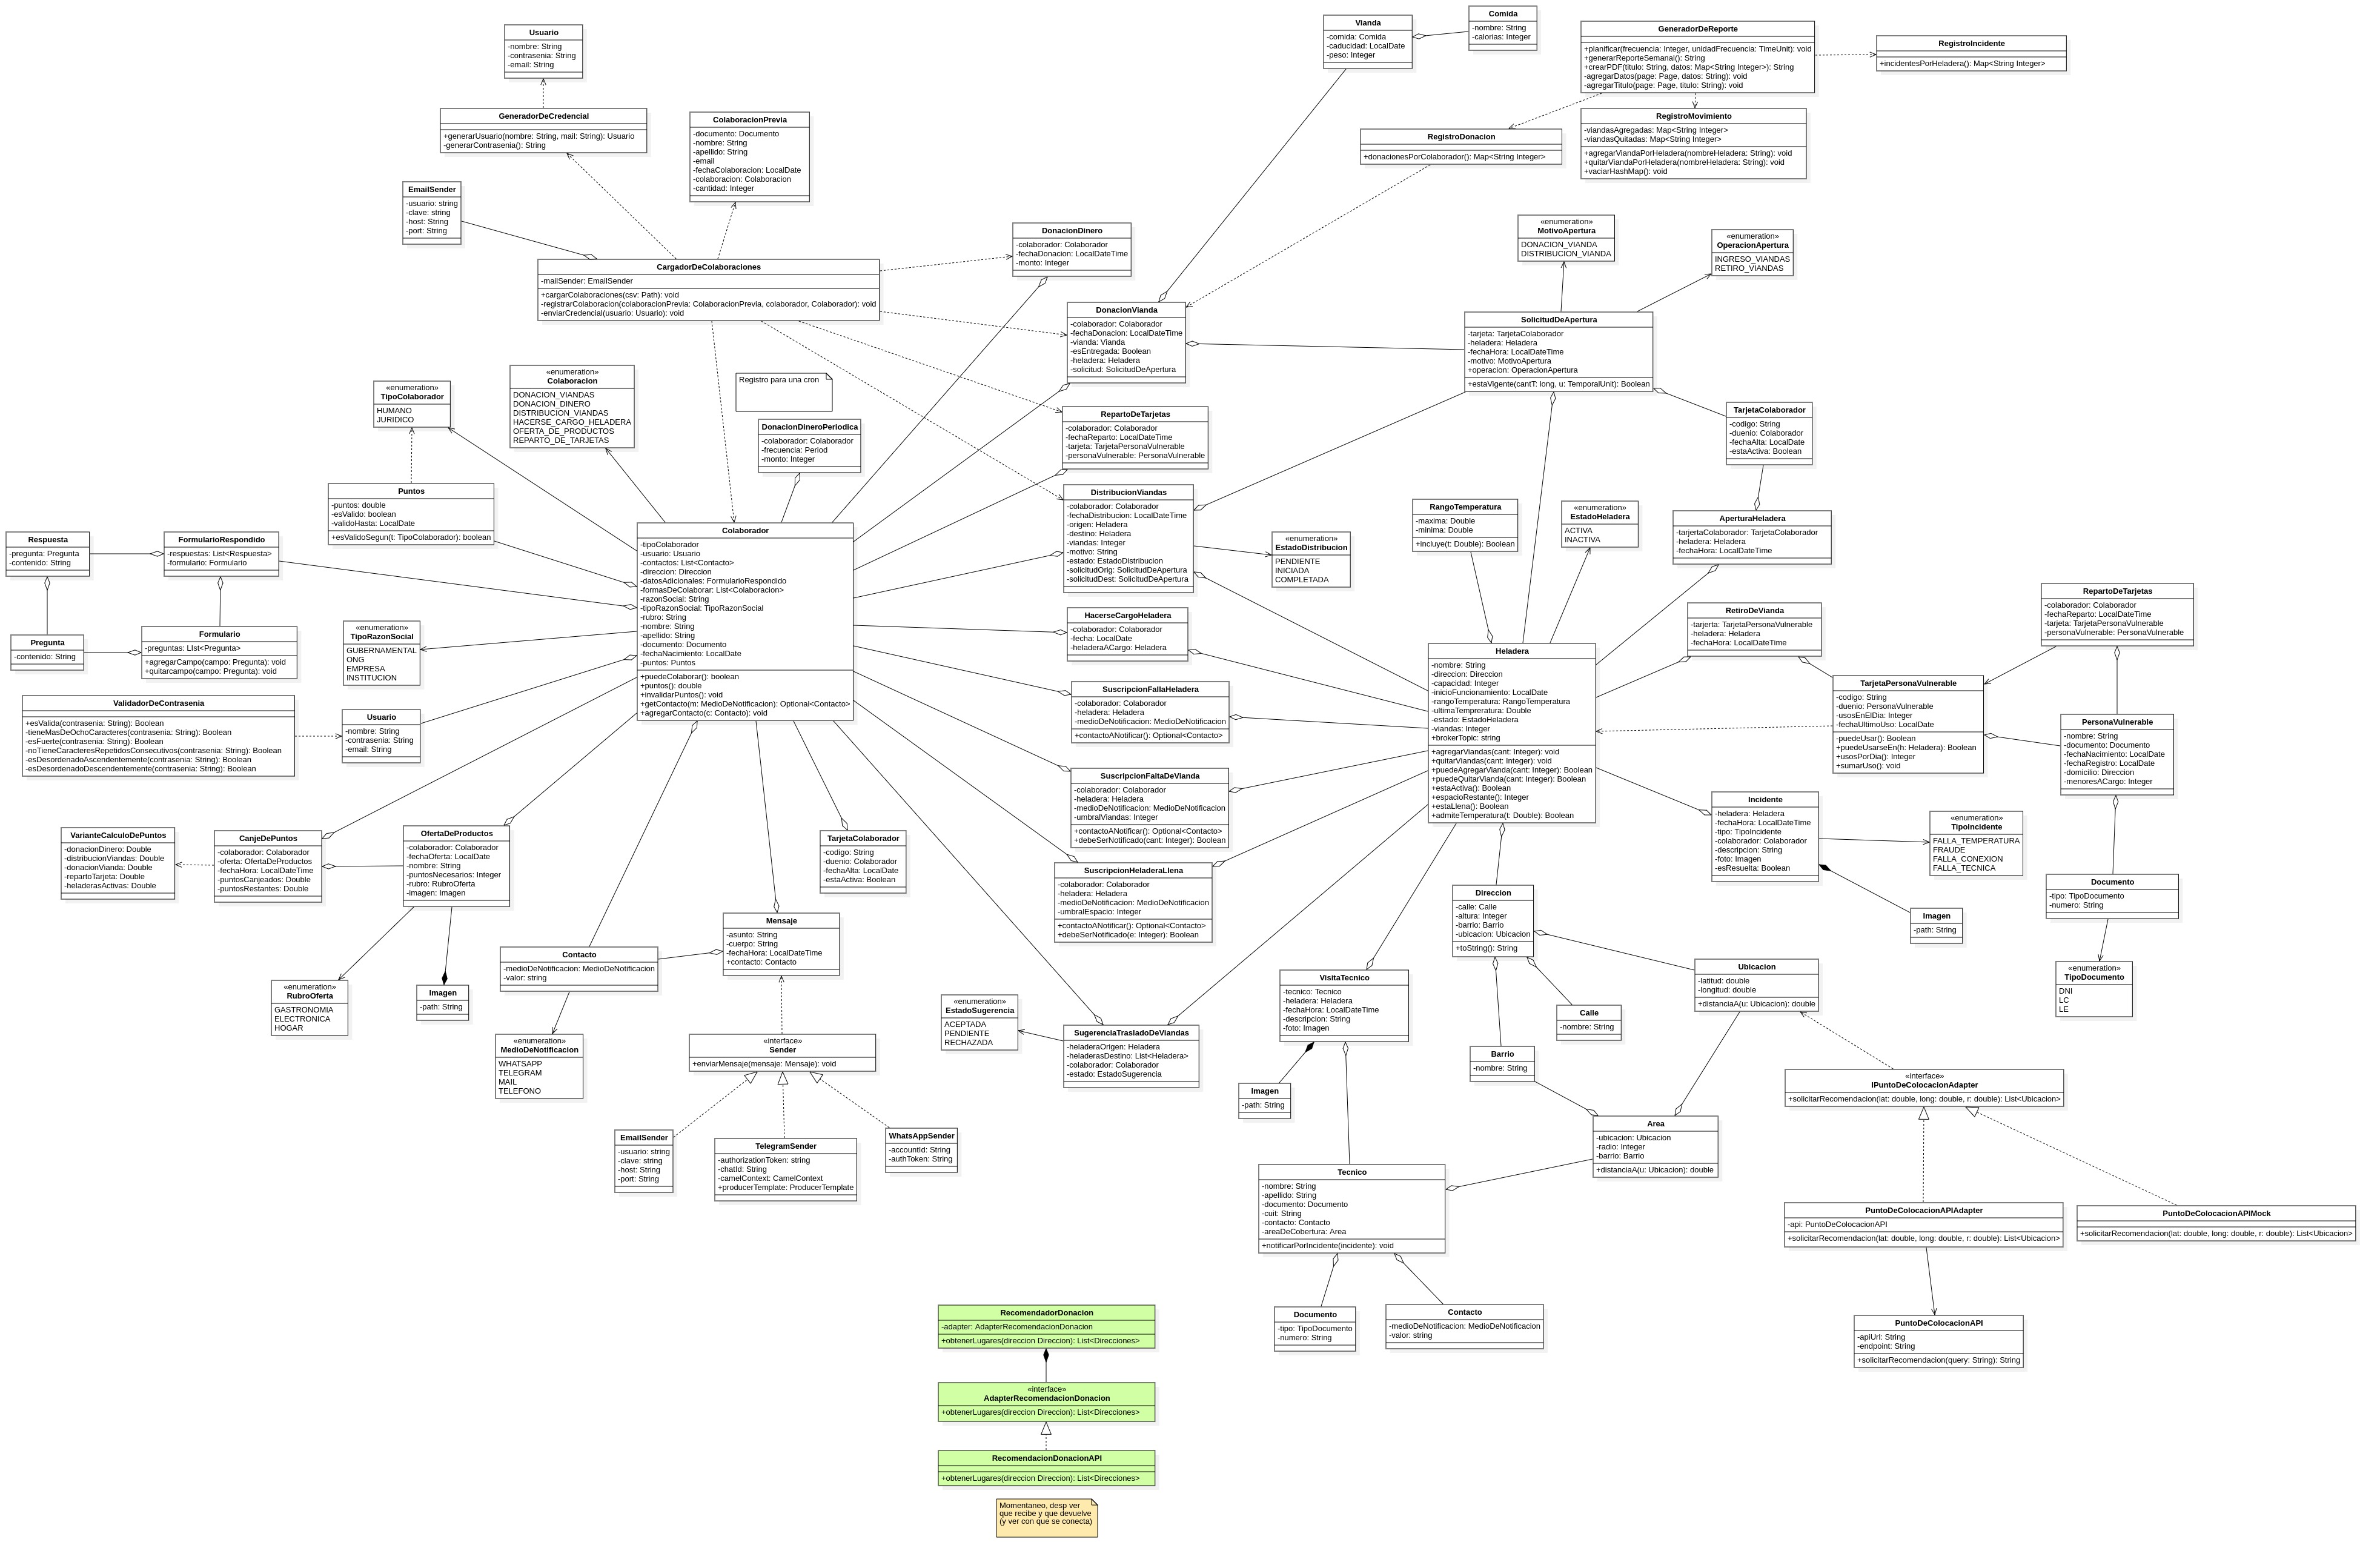 Usuario
-nombre: String
-contrasenia: String
-email: String
GeneradorDeCredencial
+generarUsuario(nombre: String, mail: String): Usuario
-generarContrasenia(): String
ColaboracionPrevia
-documento: Documento
-nombre: String
-apellido: String
-email
-fechaColaboracion: LocalDate
-colaboracion: Colaboracion
-cantidad: Integer
EmailSender
-usuario: string
-clave: string
-host: String
-port: String
CargadorDeColaboraciones
-mailSender: EmailSender
+cargarColaboraciones(csv: Path): void
-registrarColaboracion(colaboracionPrevia: ColaboracionPrevia, colaborador, Colaborador): void
-enviarCredencial(usuario: Usuario): void
Vianda
-comida: Comida
-caducidad: LocalDate
-peso: Integer
Comida
-nombre: String
-calorias: Integer
GeneradorDeReporte
+planificar(frecuencia: Integer, unidadFrecuencia: TimeUnit): void
+generarReporteSemanal(): String
+crearPDF(titulo: String, datos: Map<String Integer>): String
-agregarDatos(page: Page, datos: String): void
-agregarTitulo(page: Page, titulo: String): void
RegistroIncidente
+incidentesPorHeladera(): Map<String Integer>
RegistroDonacion
+donacionesPorColaborador(): Map<String Integer>
RegistroMovimiento
-viandasAgregadas: Map<String Integer>
-viandasQuitadas: Map<String Integer>
+agregarViandaPorHeladera(nombreHeladera: String): void
+quitarViandaPorHeladera(nombreHeladera: String): void
+vaciarHashMap(): void
DonacionDinero
-colaborador: Colaborador
-fechaDonacion: LocalDateTime
-monto: Integer
DonacionVianda
-colaborador: Colaborador
-fechaDonacion: LocalDateTime
-vianda: Vianda
-esEntregada: Boolean
-heladera: Heladera
-solicitud: SolicitudDeApertura
«enumeration»
MotivoApertura
DONACION_VIANDA
DISTRIBUCION_VIANDA
«enumeration»
OperacionApertura
INGRESO_VIANDAS
RETIRO_VIANDAS
SolicitudDeApertura
-tarjeta: TarjetaColaborador
-heladera: Heladera
-fechaHora: LocalDateTime
-motivo: MotivoApertura
+operacion: OperacionApertura
+estaVigente(cantT: long, u: TemporalUnit): Boolean
«enumeration»
TipoColaborador
HUMANO
JURIDICO
«enumeration»
Colaboracion
DONACION_VIANDAS
DONACION_DINERO
DISTRIBUCION_VIANDAS
HACERSE_CARGO_HELADERA
OFERTA_DE_PRODUCTOS
REPARTO_DE_TARJETAS
Registro para una cron
DonacionDineroPeriodica
-colaborador: Colaborador
-frecuencia: Period
-monto: Integer
RepartoDeTarjetas
-colaborador: Colaborador
-fechaReparto: LocalDateTime
-tarjeta: TarjetaPersonaVulnerable
-personaVulnerable: PersonaVulnerable
TarjetaColaborador
-codigo: String
-duenio: Colaborador
-fechaAlta: LocalDate
-estaActiva: Boolean
Puntos
-puntos: double
-esValido: boolean
-validoHasta: LocalDate
+esValidoSegun(t: TipoColaborador): boolean
DistribucionViandas
-colaborador: Colaborador
-fechaDistribucion: LocalDateTime
-origen: Heladera
-destino: Heladera
-viandas: Integer
-motivo: String
-estado: EstadoDistribucion
-solicitudOrig: SolicitudDeApertura
-solicitudDest: SolicitudDeApertura
«enumeration»
EstadoDistribucion
PENDIENTE
INICIADA
COMPLETADA
RangoTemperatura
-maxima: Double
-minima: Double
+incluye(t: Double): Boolean
«enumeration»
EstadoHeladera
ACTIVA
INACTIVA
AperturaHeladera
-tarjertaColaborador: TarjetaColaborador
-heladera: Heladera
-fechaHora: LocalDateTime
Respuesta
-pregunta: Pregunta
-contenido: String
FormularioRespondido
-respuestas: List<Respuesta>
-formulario: Formulario
Colaborador
-tipoColaborador
-usuario: Usuario
-contactos: List<Contacto>
-direccion: Direccion
-datosAdicionales: FormularioRespondido
-formasDeColaborar: List<Colaboracion>
-razonSocial: String
-tipoRazonSocial: TipoRazonSocial
-rubro: String
-nombre: String
-apellido: String
-documento: Documento
-fechaNacimiento: LocalDate
-puntos: Puntos
+puedeColaborar(): boolean
+puntos(): double
+invalidarPuntos(): void
+getContacto(m: MedioDeNotificacion): Optional<Contacto>
+agregarContacto(c: Contacto): void
Pregunta
-contenido: String
Formulario
-preguntas: LIst<Pregunta>
+agregarCampo(campo: Pregunta): void
+quitarcampo(campo: Pregunta): void
«enumeration»
TipoRazonSocial
GUBERNAMENTAL
ONG
EMPRESA
INSTITUCION
HacerseCargoHeladera
-colaborador: Colaborador
-fecha: LocalDate
-heladeraACargo: Heladera
RetiroDeVianda
-tarjerta: TarjetaPersonaVulnerable
-heladera: Heladera
-fechaHora: LocalDateTime
RepartoDeTarjetas
-colaborador: Colaborador
-fechaReparto: LocalDateTime
-tarjeta: TarjetaPersonaVulnerable
-personaVulnerable: PersonaVulnerable
Heladera
-nombre: String
-direccion: Direccion
-capacidad: Integer
-inicioFuncionamiento: LocalDate
-rangoTemperatura: RangoTemperatura
-ultimaTempreratura: Double
-estado: EstadoHeladera
-viandas: Integer
+brokerTopic: string
+agregarViandas(cant: Integer): void
+quitarViandas(cant: Integer): void
+puedeAgregarVianda(cant: Integer): Boolean
+puedeQuitarVianda(cant: Integer): Boolean
+estaActiva(): Boolean
+espacioRestante(): Integer
+estaLlena(): Boolean
+admiteTemperatura(t: Double): Boolean
ValidadorDeContrasenia
+esValida(contrasenia: String): Boolean
-tieneMasDeOchoCaracteres(contrasenia: String): Boolean
-esFuerte(contrasenia: String): Boolean
-noTieneCaracteresRepetidosConsecutivos(contrasenia: String): Boolean
-esDesordenadoAscendentemente(contrasenia: String): Boolean
-esDesordenadoDescendentemente(contrasenia: String): Boolean
Usuario
-nombre: String
-contrasenia: String
-email: String
SuscripcionFallaHeladera
-colaborador: Colaborador
-heladera: Heladera
-medioDeNotificacion: MedioDeNotificacion
+contactoANotificar(): Optional<Contacto>
TarjetaPersonaVulnerable
-codigo: String
-duenio: PersonaVulnerable
-usosEnElDia: Integer
-fechaUltimoUso: LocalDate
-puedeUsar(): Boolean
+puedeUsarseEn(h: Heladera): Boolean
+usosPorDia(): Integer
+sumarUso(): void
PersonaVulnerable
-nombre: String
-documento: Documento
-fechaNacimiento: LocalDate
-fechaRegistro: LocalDate
-domicilio: Direccion
-menoresACargo: Integer
SuscripcionFaltaDeVianda
-colaborador: Colaborador
-heladera: Heladera
-medioDeNotificacion: MedioDeNotificacion
-umbralViandas: Integer
+contactoANotificar(): Optional<Contacto>
+debeSerNotificado(cant: Integer): Boolean
Incidente
-heladera: Heladera
-fechaHora: LocalDateTime
-tipo: TipoIncidente
-colaborador: Colaborador
-descripcion: String
-foto: Imagen
-esResuelta: Boolean
«enumeration»
TipoIncidente
FALLA_TEMPERATURA
FRAUDE
FALLA_CONEXION
FALLA_TECNICA
VarianteCalculoDePuntos
-donacionDinero: Double
-distribucionViandas: Double
-donacionVianda: Double
-repartoTarjeta: Double
-heladerasActivas: Double
CanjeDePuntos
-colaborador: Colaborador
-oferta: OfertaDeProductos
-fechaHora: LocalDateTime
-puntosCanjeados: Double
-puntosRestantes: Double
OfertaDeProductos
-colaborador: Colaborador
-fechaOferta: LocalDate
-nombre: String
-puntosNecesarios: Integer
-rubro: RubroOferta
-imagen: Imagen
TarjetaColaborador
-codigo: String
-duenio: Colaborador
-fechaAlta: LocalDate
-estaActiva: Boolean
SuscripcionHeladeraLlena
-colaborador: Colaborador
-heladera: Heladera
-medioDeNotificacion: MedioDeNotificacion
-umbralEspacio: Integer
+contactoANotificar(): Optional<Contacto>
+debeSerNotificado(e: Integer): Boolean
Direccion
-calle: Calle
-altura: Integer
-barrio: Barrio
-ubicacion: Ubicacion
+toString(): String
Imagen
-path: String
Documento
-tipo: TipoDocumento
-numero: String
Mensaje
-asunto: String
-cuerpo: String
-fechaHora: LocalDateTime
+contacto: Contacto
Contacto
-medioDeNotificacion: MedioDeNotificacion
-valor: string
«enumeration»
RubroOferta
GASTRONOMIA
ELECTRONICA
HOGAR
Imagen
-path: String
«enumeration»
MedioDeNotificacion
WHATSAPP
TELEGRAM
MAIL
TELEFONO
«interface»
Sender
+enviarMensaje(mensaje: Mensaje): void
«enumeration»
EstadoSugerencia
ACEPTADA
PENDIENTE
RECHAZADA
SugerenciaTrasladoDeViandas
-heladeraOrigen: Heladera
-heladerasDestino: List<Heladera>
-colaborador: Colaborador
-estado: EstadoSugerencia
VisitaTecnico
-tecnico: Tecnico
-heladera: Heladera
-fechaHora: LocalDateTime
-descripcion: String
-foto: Imagen
Calle
-nombre: String
Ubicacion
-latitud: double
-longitud: double
+distanciaA(u: Ubicacion): double
«enumeration»
TipoDocumento
DNI
LC
LE
Barrio
-nombre: String
Imagen
-path: String
«interface»
IPuntoDeColocacionAdapter
+solicitarRecomendacion(lat: double, long: double, r: double): List<Ubicacion>
EmailSender
-usuario: string
-clave: string
-host: String
-port: String
TelegramSender
-authorizationToken: string
-chatId: String
-camelContext: CamelContext
+producerTemplate: ProducerTemplate
WhatsAppSender
-accountId: String
-authToken: String
Area
-ubicacion: Ubicacion
-radio: Integer
-barrio: Barrio
+distanciaA(u: Ubicacion): double
Tecnico
-nombre: String
-apellido: String
-documento: Documento
-cuit: String
-contacto: Contacto
-areaDeCobertura: Area
+notificarPorIncidente(incidente): void
PuntoDeColocacionAPIAdapter
-api: PuntoDeColocacionAPI
+solicitarRecomendacion(lat: double, long: double, r: double): List<Ubicacion>
PuntoDeColocacionAPIMock
+solicitarRecomendacion(lat: double, long: double, r: double): List<Ubicacion>
Documento
-tipo: TipoDocumento
-numero: String
Contacto
-medioDeNotificacion: MedioDeNotificacion
-valor: string
PuntoDeColocacionAPI
-apiUrl: String
-endpoint: String
+solicitarRecomendacion(query: String): String
RecomendadorDonacion
-adapter: AdapterRecomendacionDonacion
+obtenerLugares(direccion Direccion): List<Direcciones>
«interface»
AdapterRecomendacionDonacion
+obtenerLugares(direccion Direccion): List<Direcciones>
RecomendacionDonacionAPI
+obtenerLugares(direccion Direccion): List<Direcciones>
Momentaneo, desp ver
que recibe y que devuelve
(y ver con que se conecta)